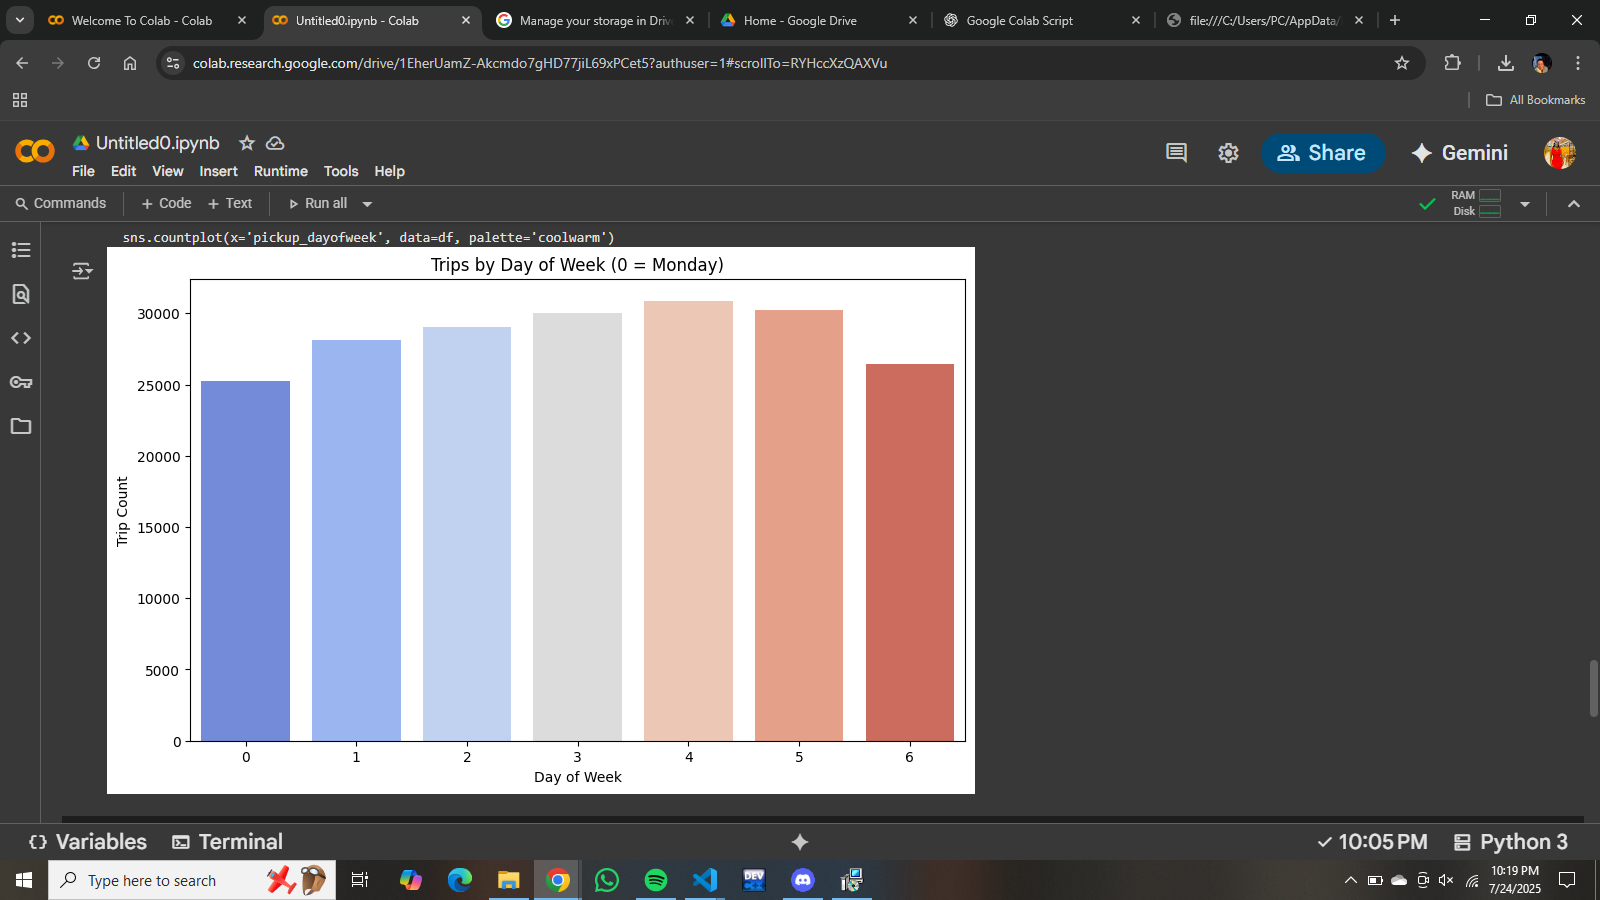 Welcome To Colab - Colab
Untitled0.ipynb - Colab
Manage your storage in Driv
Home - Google Drive
Google Colab Script
file:///C:/Users/PC/AppData/
colab.research.google.com/drive/1EherUamZ-Akcmdo7gHD77jiL69xPCet5?authuser=1#scrollTo=RYHccXzQAXVu
All Bookmarks
Untitled0.ipynb
File Edit View Insert Runtime Tools Help
Share
Gemini
Commands + Code + Text Run all
RAM
Disk
sns.countplot(x='pickup_dayofweek', data=df, palette='coolwarm')
Trips by Day of Week (0 = Monday)
30000
25000
20000
15000
10000
5000
0
Trip Count
0 1 2 3 4 5 6
Day of Week
Variables Terminal
10:05 PM Python 3
Type here to search
DEV
10:19 PM
7/24/2025